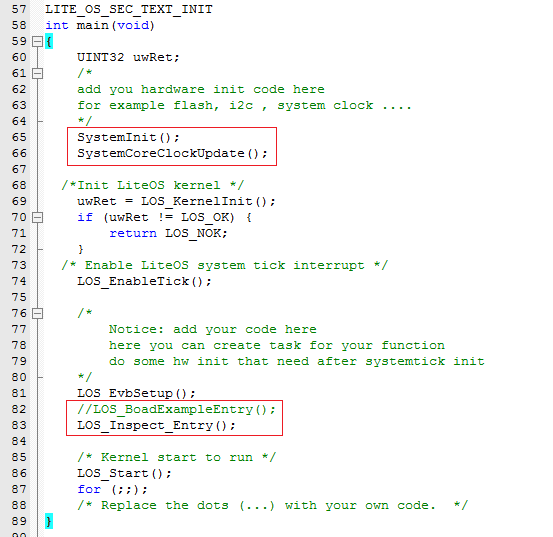 57 LITE_OS_SEC_TEXT_INIT
58 int main(void)
59 {
60 UINT32 uwRet;
61 /*
62 add you hardware init code here
63 for example flash, i2c , system clock ....
64 */
65 SystemInit();
66 SystemCoreClockUpdate();
67
68 /*Init LiteOS kernel */
69 uwRet = LOS_KernelInit();
70 if (uwRet != LOS_OK) {
71 return LOS_NOK;
72 }
73 /* Enable LiteOS system tick interrupt */
74 LOS_EnableTick();
75
76 /*
77 Notice: add your code here
78 here you can create task for your function
79 do some hw init that need after systemtick init
80 */
81 LOS_EvbSetup();
82 //LOS_BoadExampleEntry();
83 LOS_Inspect_Entry();
84
85 /* Kernel start to run */
86 LOS_Start();
87 for (;;);
88 /* Replace the dots (...) with your own code.  */
89 }
90